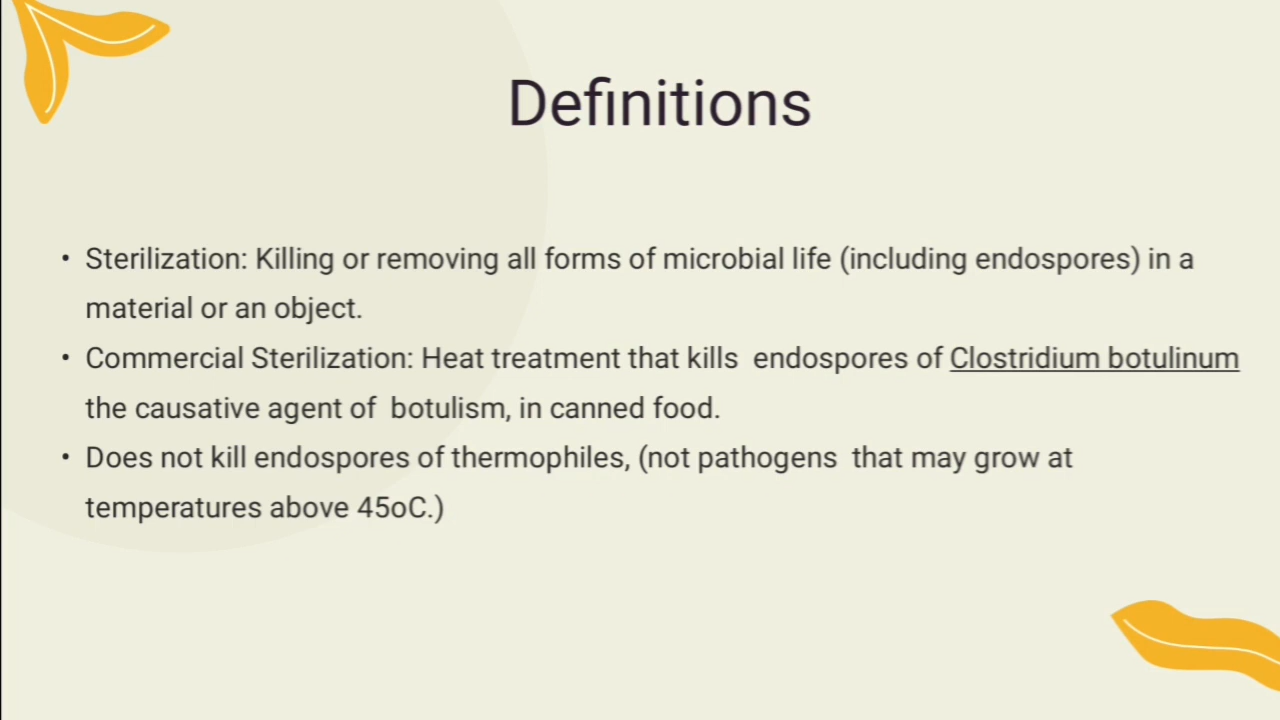 Definitions
• Sterilization: Killing or removing all forms of microbial life (including endospores) in a
material or an object.
• Commercial Sterilization: Heat treatment that kills  endospores of Clostridium botulinum
the causative agent of  botulism, in canned food.
• Does not kill endospores of thermophiles, (not pathogens  that may grow at
temperatures above 45oC.)